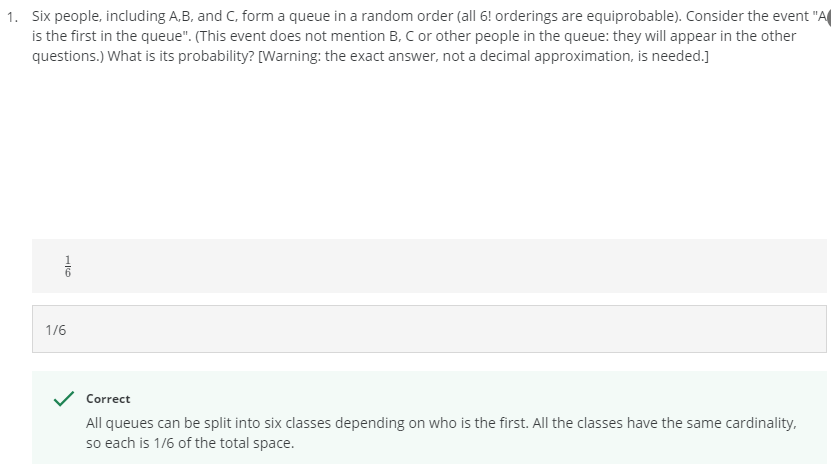 1. Six people, including A,B, and C, form a queue in a random order (all 6! orderings are equiprobable). Consider the event "A
is the first in the queue". (This event does not mention B, C or other people in the queue: they will appear in the other
questions.) What is its probability? [Warning: the exact answer, not a decimal approximation, is needed.]
1
6
1/6
Correct
All queues can be split into six classes depending on who is the first. All the classes have the same cardinality,
so each is 1/6 of the total space.